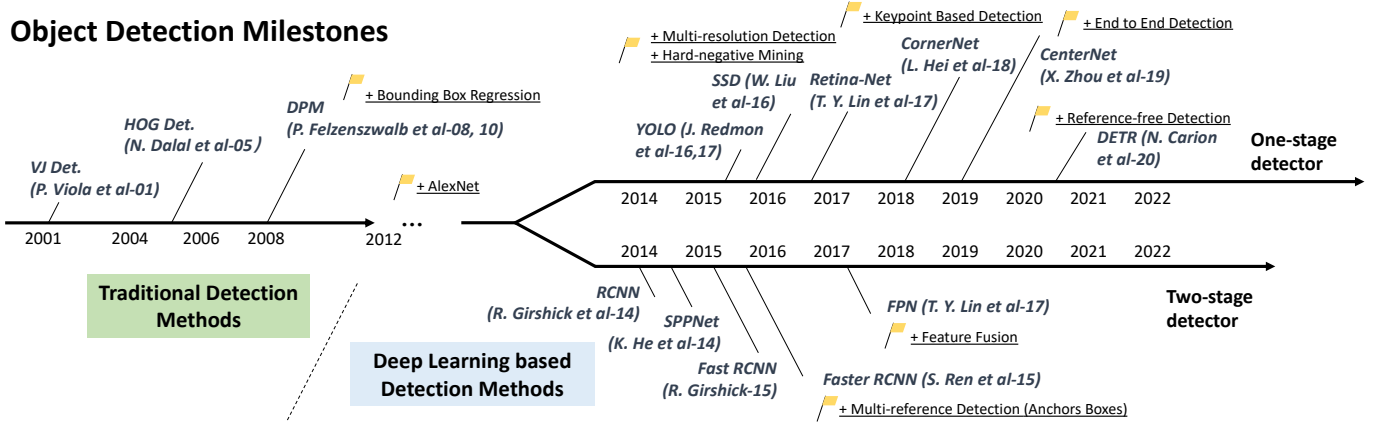 Object Detection Milestones
+ Multi-resolution Detection
+ Hard-negative Mining
+ Keypoint Based Detection
+ End to End Detection
+ Bounding Box Regression
VJ Det.
(P. Viola et al-01)
HOG Det.
(N. Dalal et al-05)
DPM
(P. Felzenszwalb et al-08, 10)
+ AlexNet
YOLO (J. Redmon
et al-16,17)
SSD (W. Liu
et al-16)
Retina-Net
(T. Y. Lin et al-17)
CornerNet
(L. Hei et al-18)
CenterNet
(X. Zhou et al-19)
+ Reference-free Detection
DETR (N. Carion
et al-20)
One-stage
detector
2014 2015 2016 2017 2018 2019 2020 2021 2022
2001 2004 2006 2008 2012 ...
2014 2015 2016 2017 2018 2019 2020 2021 2022
Two-stage
detector
Traditional Detection
Methods
Deep Learning based
Detection Methods
RCNN
(R. Girshick et al-14)
SPPNet
(K. He et al-14)
Fast RCNN
(R. Girshick-15)
Faster RCNN (S. Ren et al-15)
+ Multi-reference Detection (Anchors Boxes)
FPN (T. Y. Lin et al-17)
+ Feature Fusion